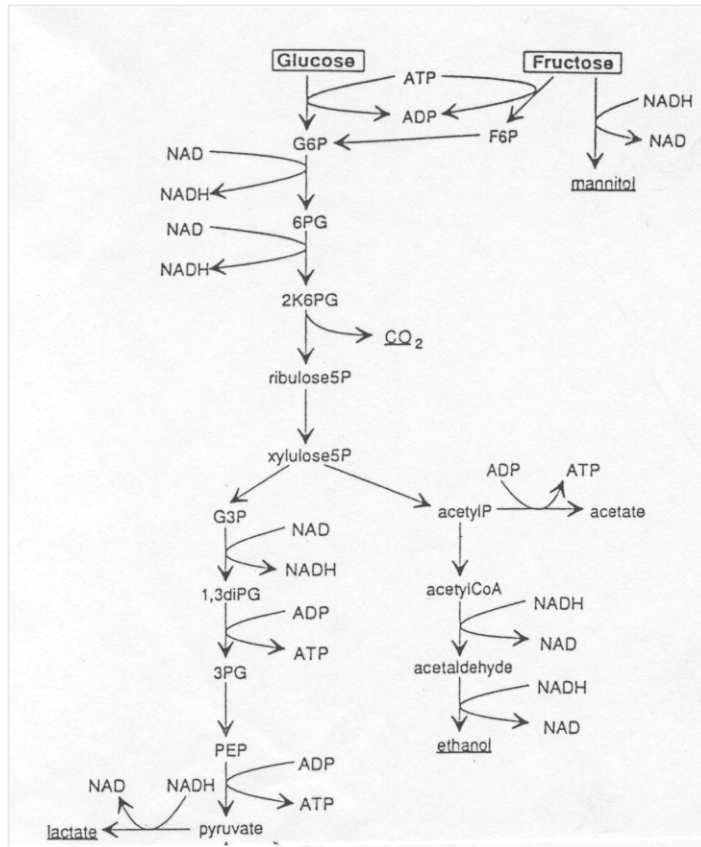 Glucose
Fructose
ATP
ADP
NADH
NAD
G6P
F6P
mannitol
NAD
NADH
6PG
NAD
NADH
2K6PG
CO2
ribulose5P
xylulose5P
ADP
ATP
G3P
acetylP
acetate
NAD
NADH
1,3diPG
acetylCoA
ADP
NADH
ATP
NAD
3PG
acetaldehyde
NADH
NAD
PEP
ethanol
ADP
NAD
NADH
ATP
lactate
pyruvate